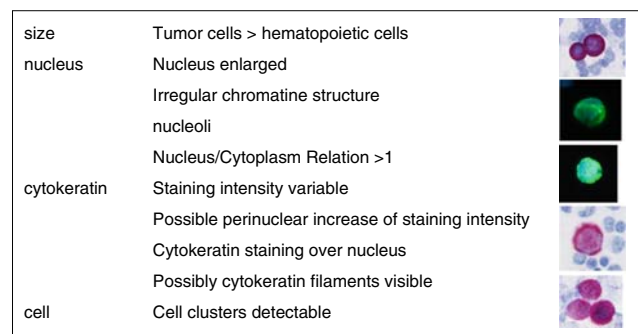 size Tumor cells > hematopoietic cells
nucleus Nucleus enlarged
Irregular chromatine structure
nucleoli
Nucleus/Cytoplasm Relation >1
cytokeratin Staining intensity variable
Possible perinuclear increase of staining intensity
Cytokeratin staining over nucleus
Possibly cytokeratin filaments visible
cell Cell clusters detectable